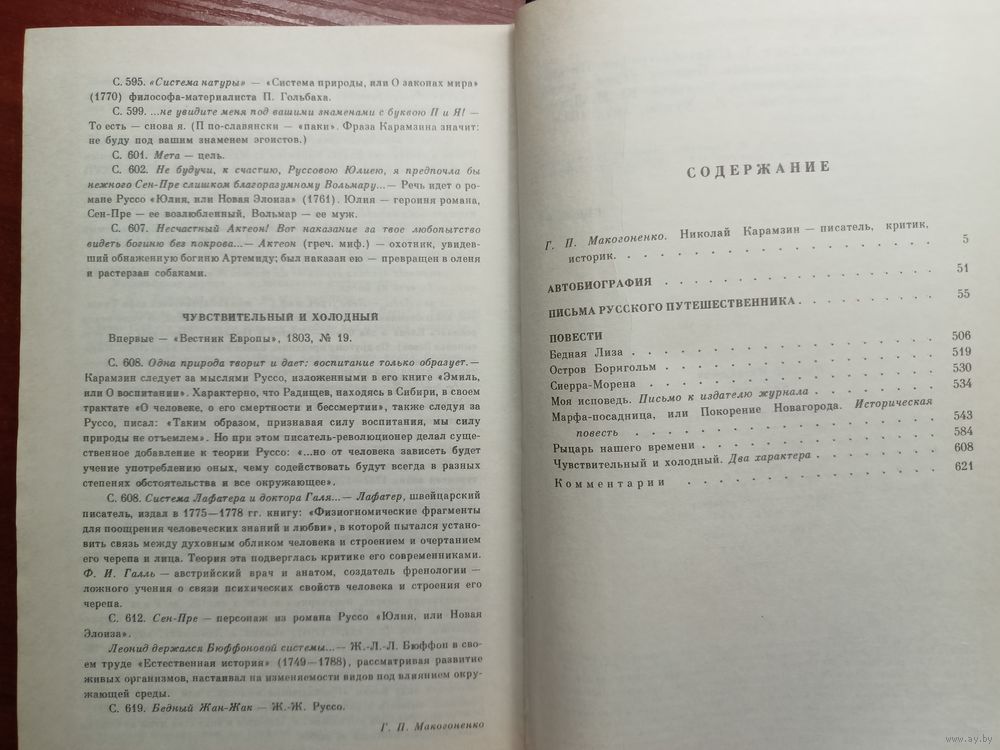 С. 595. «Система натуры» — «Система природы, или О законах мира»
(1770) философа-материалиста П. Гольбаха.
С. 599. ...не увидите меня под вашими знаменами с буквою П и Я! —
То есть — снова я. (П по-славянски — «паки». Фраза Карамзина значит:
не буду под вашим знаменем эгоистов.)
С. 601. Мета — цель.
С. 602. Не будучи, к счастию, Руссовою Юлиею, я предпочла бы
нежного Сен-Пре слишком благоразумному Вольмару...— Речь идет о ро-
мане Руссо «Юлия, или Новая Элоиза» (1761). Юлия — героиня романа,
Сен-Пре — ее возлюбленный, Вольмар — ее муж.
С. 607. Несчастный Актеон! Вот наказание за твое любопытство
видеть богиню без покрова...— Актеон (греч. миф.) — охотник, увидев-
ший обнаженную богиню Артемиду; был наказан ею — превращен в оленя
и растерзан собаками.
ЧУВСТВИТЕЛЬНЫЙ И ХОЛОДНЫЙ
Впервые — «Вестник Европы», 1803, № 19.
С. 608. Одна природа творит и дает: воспитание только образует.—
Карамзин следует за мыслями Руссо, изложенными в его книге «Эмиль,
или О воспитании». Характерно, что Радищев, находясь в Сибири, в своем
трактате «О человеке, о его смертности и бессмертии», также следуя за
Руссо, писал: «Таким образом, признавая силу воспитания, мы силу
природы не отъемлем». Но при этом писатель-революционер делал суще-
ственное добавление к теории Руссо: «...но от человека зависеть будет
учение употреблению оных, чему содействовать будут всегда в разных
степенях обстоятельства и все окружающее».
С. 608. Система Лафатера и доктора Галя...— Лафатер, швейцарский
писатель, издал в 1775—1778 гг. книгу: «Физиогномические фрагменты
для поощрения человеческих знаний и любви», в которой пытался устано-
вить связь между духовным обликом человека и строением и очертанием
его черепа и лица. Теория эта подверглась критике его современниками.
Ф. И. Галль — австрийский врач и анатом, создатель френологии —
ложного учения о связи психических свойств человека и строения его
черепа.
С. 612. Сен-Пре — персонаж из романа Руссо «Юлия, или Новая
Элоиза».
Леонид держался Бюффоновой системы...— Ж.-Л.-Л. Бюффон в сво-
ем труде «Естественная история» (1749—1788), рассматривая развитие
живых организмов, настаивал на изменяемости видов под влиянием окру-
жающей среды.
С. 619. Бедный Жан-Жак — Ж.-Ж. Руссо.
Г. П. Макогоненко
СОДЕРЖАНИЕ
Г. П. Макогоненко. Николай Карамзин — писатель, критик,
историк. . . . . . . . . . . . . . . 5
АВТОБИОГРАФИЯ . . . . . . . . . . . . . 51
ПИСЬМА РУССКОГО ПУТЕШЕСТВЕННИКА . . . . . . . 55
ПОВЕСТИ
Бедная Лиза . . . . . . . . . . . . . . 506
Остров Борнгольм . . . . . . . . . . . . . 519
Сиерра-Морена . . . . . . . . . . . . . . 530
Моя исповедь. Письмо к издателю журнала . . . . . . 534
Марфа-посадница, или Покорение Новагорода. Историческая
повесть . . . . . . . . . . . . . . . 543
Рыцарь нашего времени . . . . . . . . . . . 584
Чувствительный и холодный. Два характера . . . . . . 608
Комментарии . . . . . . . . . . . . . . 621
www.ay.by